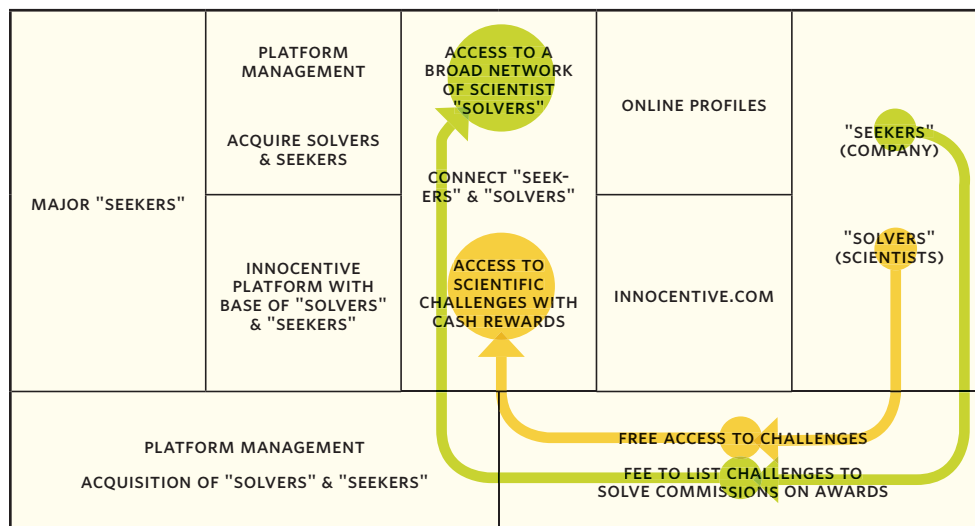 MAJOR "SEEKERS"
PLATFORM
MANAGEMENT
ACQUIRE SOLVERS
& SEEKERS
INNOCENTIVE
PLATFORM WITH
BASE OF "SOLVERS"
& "SEEKERS"
ACCESS TO A
BROAD NETWORK
OF SCIENTIST
"SOLVERS"
CONNECT "SEEK-
ERS" & "SOLVERS"
ACCESS TO
SCIENTIFIC
CHALLENGES WITH
CASH REWARDS
ONLINE PROFILES
INNOCENTIVE.COM
"SEEKERS"
(COMPANY)
"SOLVERS"
(SCIENTISTS)
PLATFORM MANAGEMENT
ACQUISITION OF "SOLVERS" & "SEEKERS"
FREE ACCESS TO CHALLENGES
FEE TO LIST CHALLENGES TO
SOLVE COMMISSIONS ON AWARDS